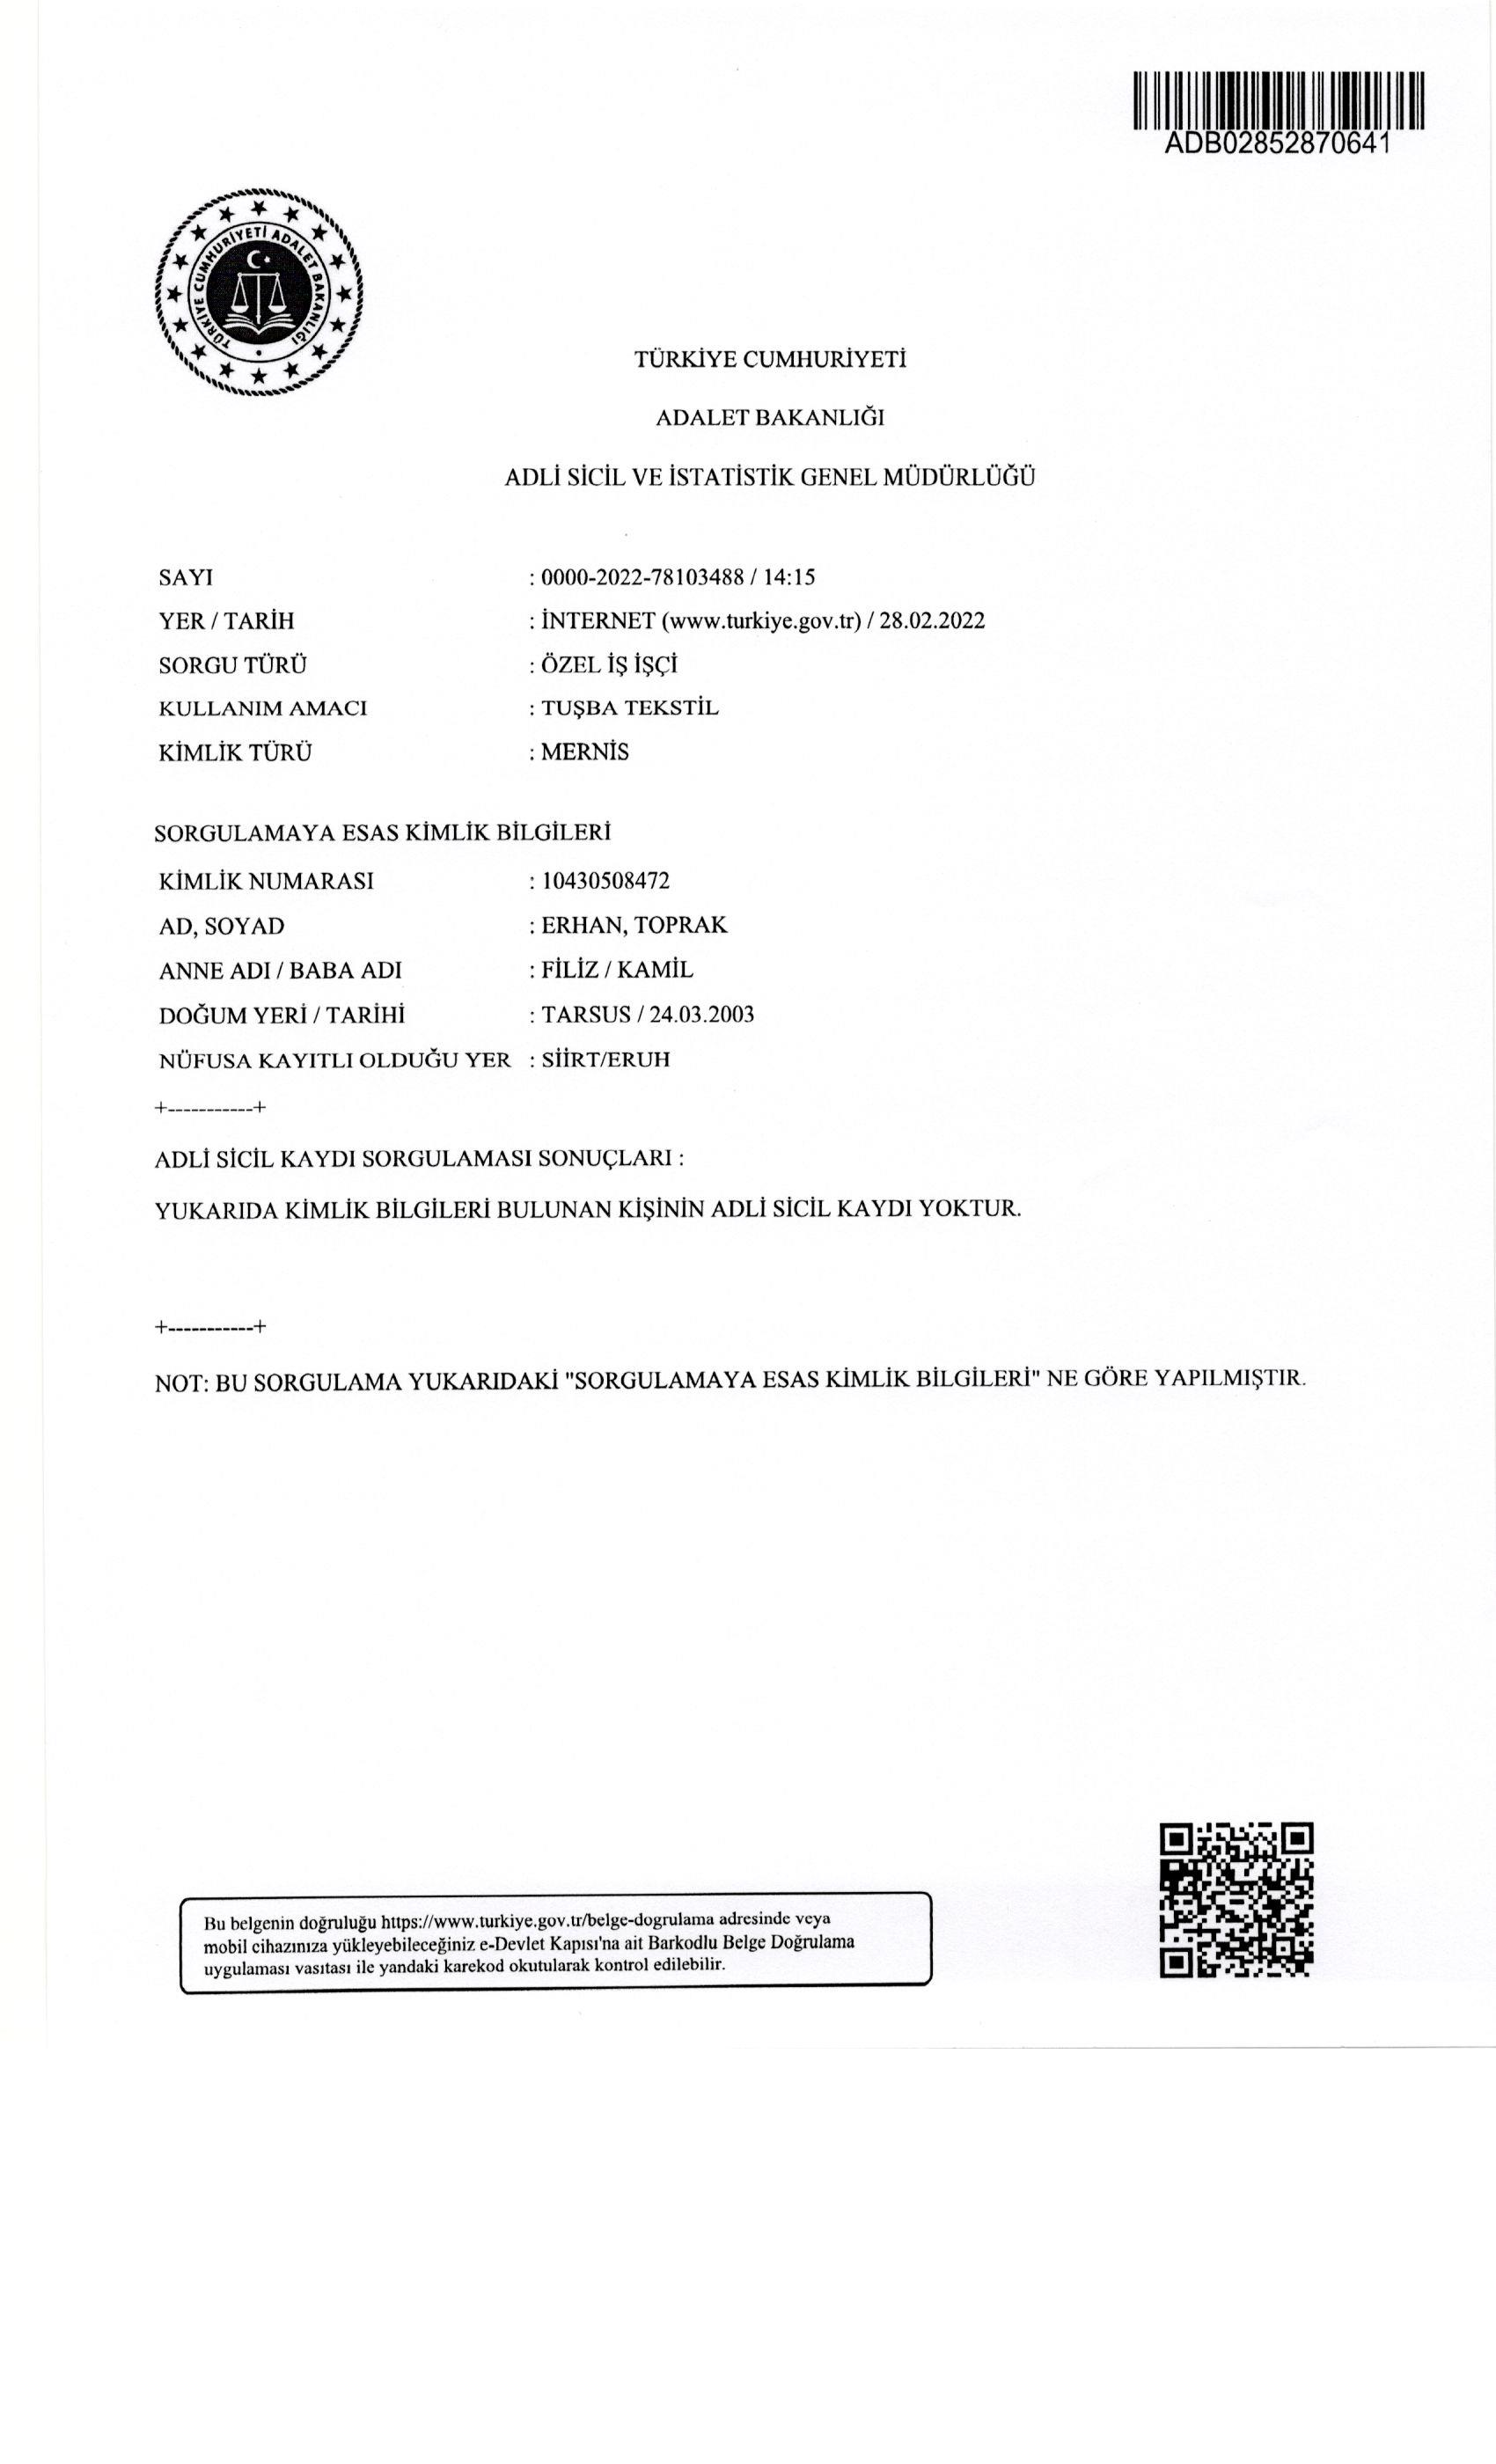 ADB02852870641
TÜRKİYE CUMHURİYETİ ADALET BAKANLIĞI
TÜRKİYE CUMHURİYETİ
ADALET BAKANLIĞI
ADLİ SİCİL VE İSTATİSTİK GENEL MÜDÜRLÜĞÜ
SAYI : 0000-2022-78103488 / 14:15
YER / TARİH : İNTERNET (www.turkiye.gov.tr) / 28.02.2022
SORGU TÜRÜ : ÖZEL İŞ İŞÇİ
KULLANIM AMACI : TUŞBA TEKSTİL
KİMLİK TÜRÜ : MERNİS
SORGULAMAYA ESAS KİMLİK BİLGİLERİ
KİMLİK NUMARASI : 10430508472
AD, SOYAD : ERHAN, TOPRAK
ANNE ADI / BABA ADI : FİLİZ / KAMİL
DOĞUM YERİ / TARİHİ : TARSUS / 24.03.2003
NÜFUSA KAYITLI OLDUĞU YER : SİİRT/ERUH
+-----------+
ADLİ SİCİL KAYDI SORGULAMASI SONUÇLARI :
YUKARIDA KİMLİK BİLGİLERİ BULUNAN KİŞİNİN ADLİ SİCİL KAYDI YOKTUR.
+-----------+
NOT: BU SORGULAMA YUKARIDAKİ "SORGULAMAYA ESAS KİMLİK BİLGİLERİ" NE GÖRE YAPILMIŞTIR.
Bu belgenin doğruluğu https://www.turkiye.gov.tr/belge-dogrulama adresinde veya
mobil cihazınıza yükleyebileceğiniz e-Devlet Kapısı'na ait Barkodlu Belge Doğrulama
uygulaması vasıtası ile yandaki karekod okutularak kontrol edilebilir.